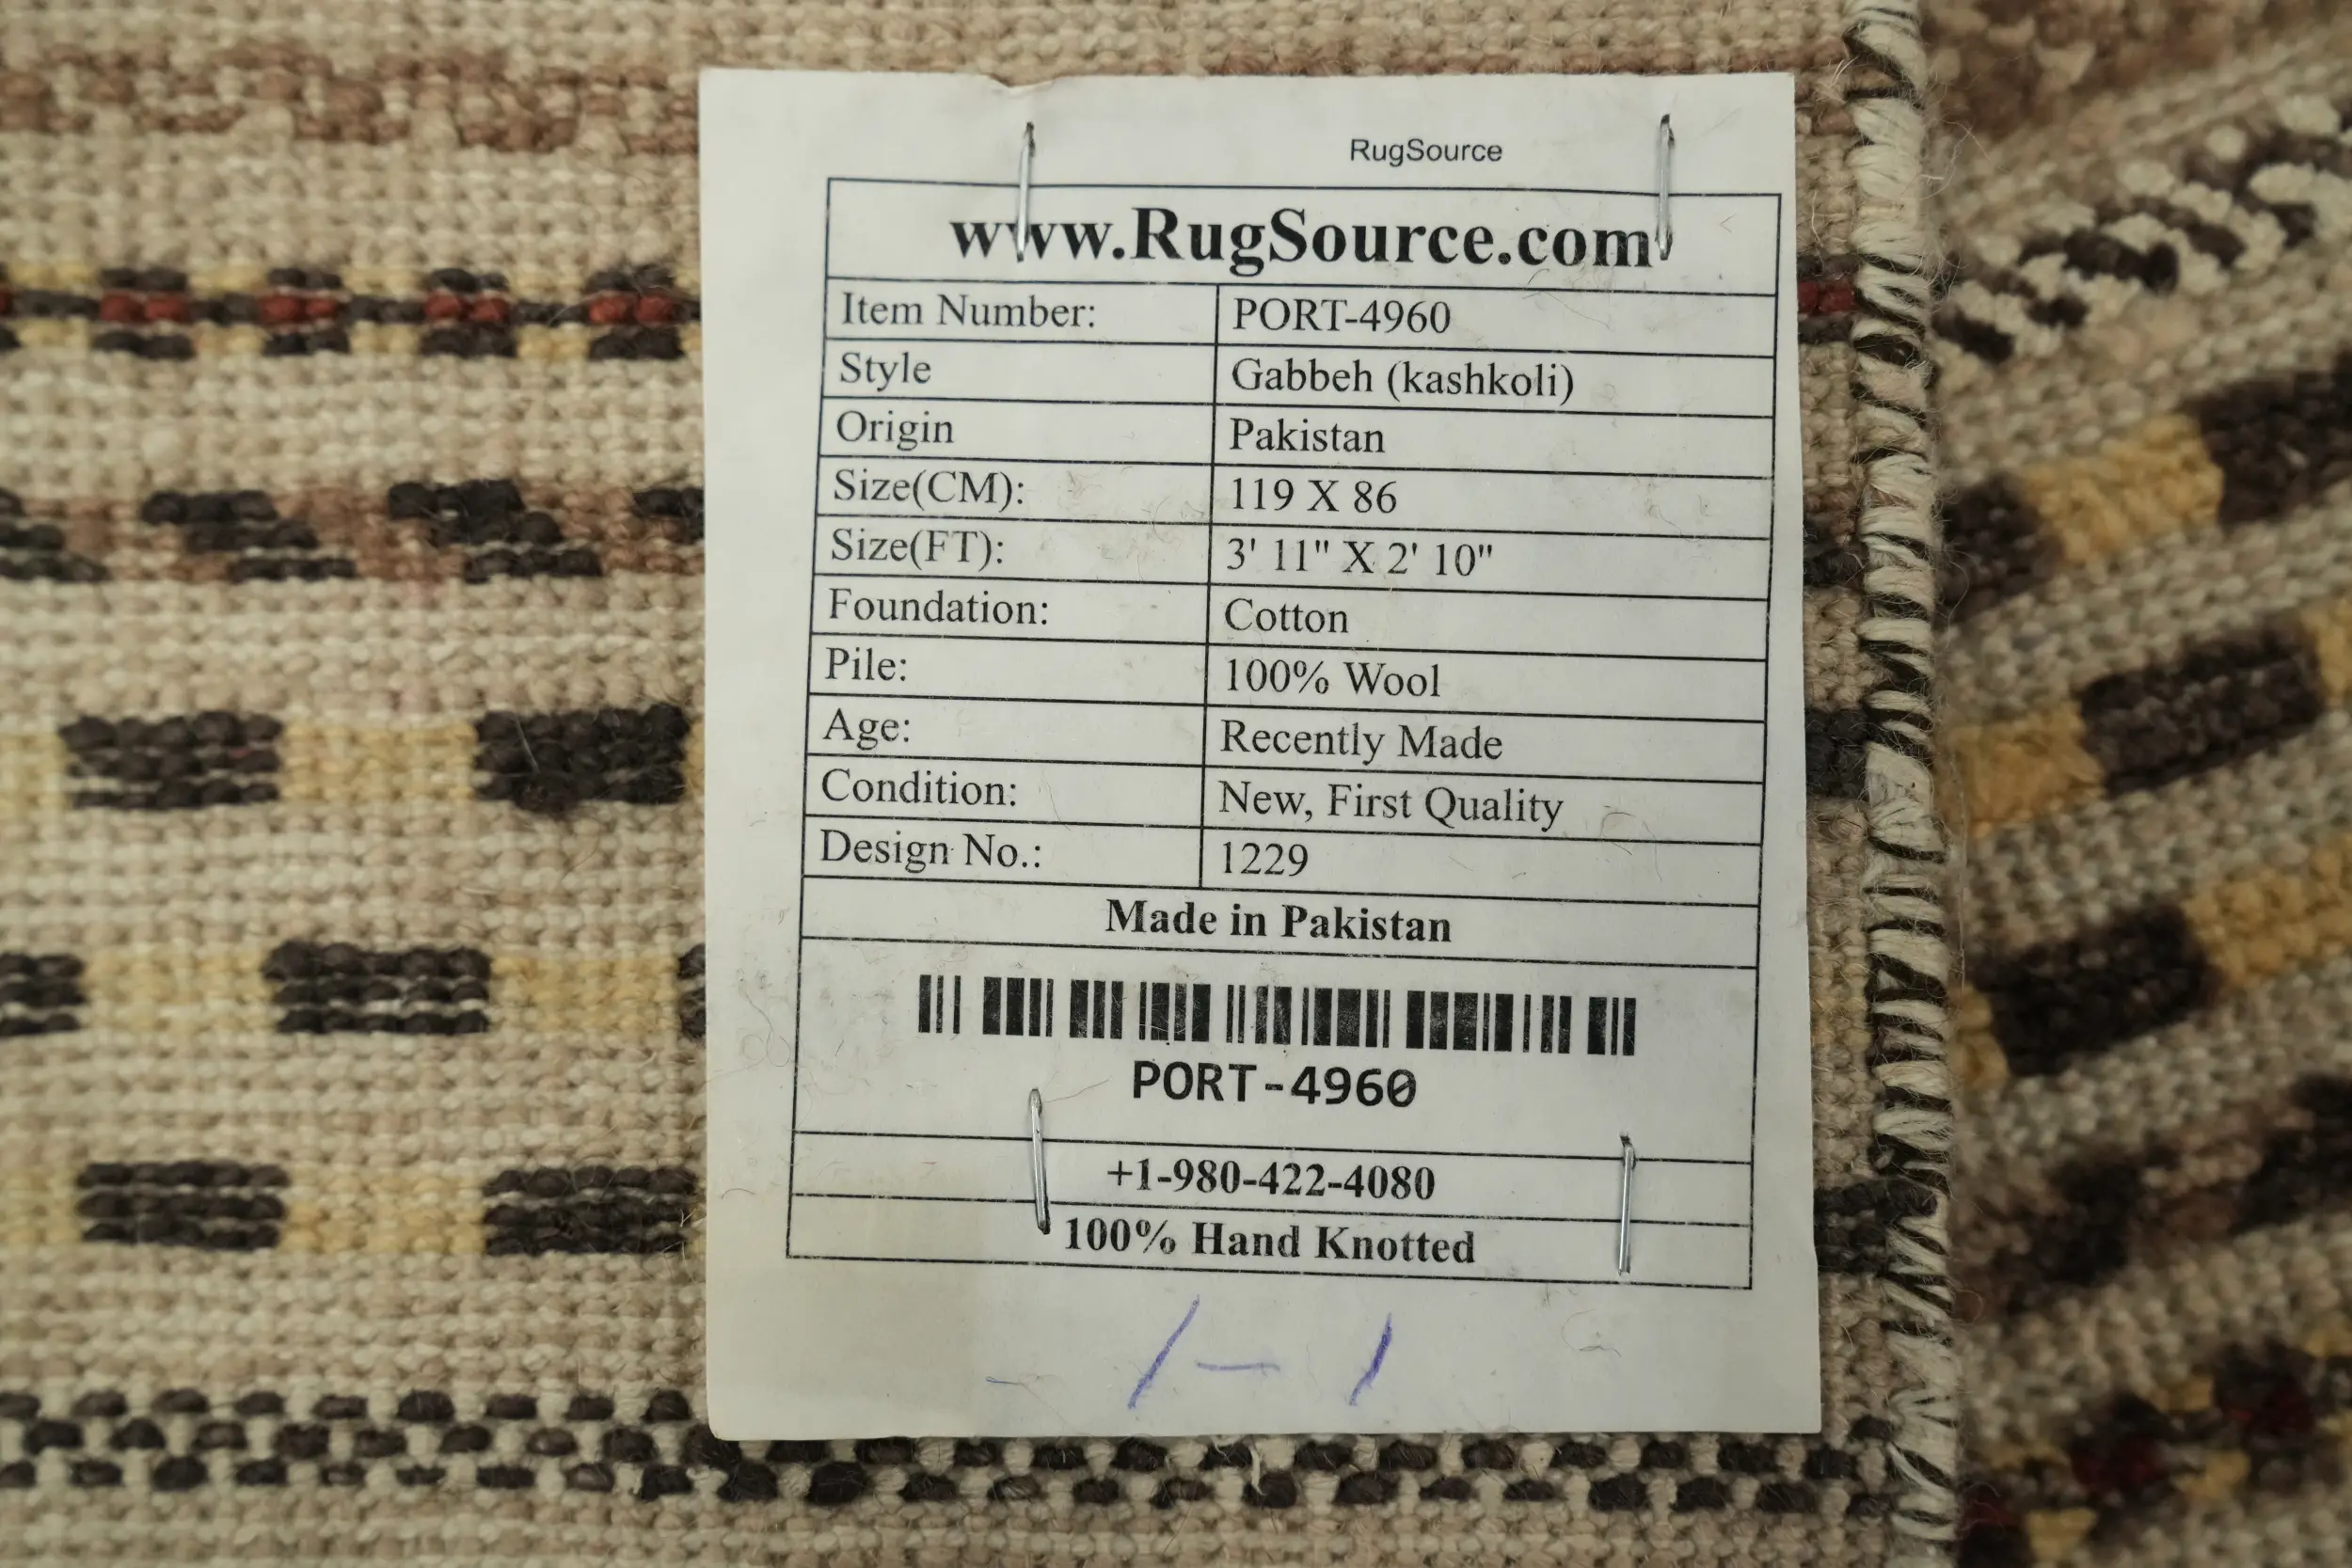 RugSource
www.RugSource.com
Item Number: PORT-4960
Style Gabbeh (kashkoli)
Origin Pakistan
Size(CM): 119 X 86
Size(FT): 3' 11" X 2' 10"
Foundation: Cotton
Pile: 100% Wool
Age: Recently Made
Condition: New, First Quality
Design No.: 1229
Made in Pakistan
PORT-4960
+1-980-422-4080
100% Hand Knotted
1-1